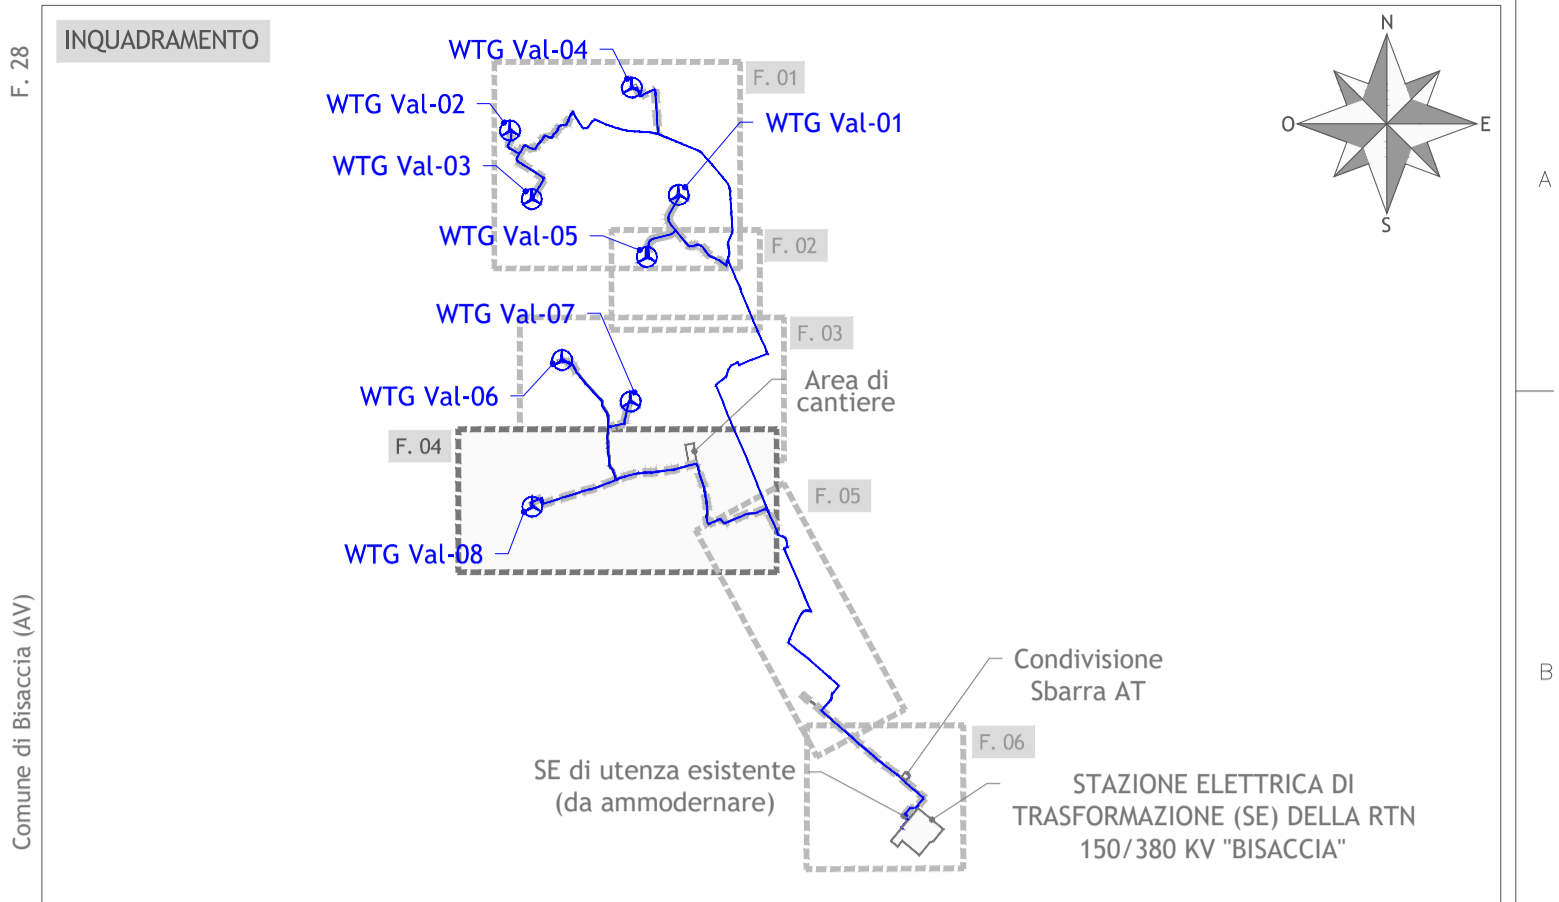 F. 28
INQUADRAMENTO
WTG Val-04
F. 01
N
WTG Val-02
WTG Val-01
O
E
WTG Val-03
A
S
WTG Val-05
F. 02
WTG Val-07
F. 03
Area di
cantiere
WTG Val-06
F. 04
F. 05
WTG Val-08
Comune di Bisaccia (AV)
Condivisione
Sbarra AT
B
F. 06
SE di utenza esistente
(da ammodernare)
STAZIONE ELETTRICA DI
TRASFORMAZIONE (SE) DELLA RTN
150/380 KV "BISACCIA"